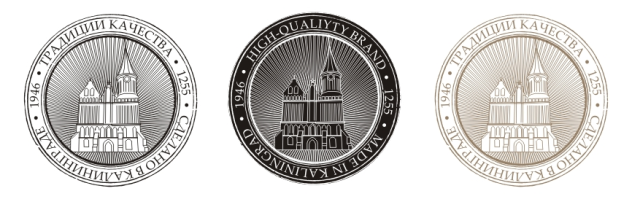 ТРАДИЦИИ КАЧЕСТВА
1946 • 1255
СДЕЛАНО В КАЛИНИНГРАДЕ
HIGH-QUALIYTY BRAND
1946 • 1255
MADE IN KALININGRAD
ТРАДИЦИИ КАЧЕСТВА
1946 • 1255
СДЕЛАНО В КАЛИНИНГРАДЕ